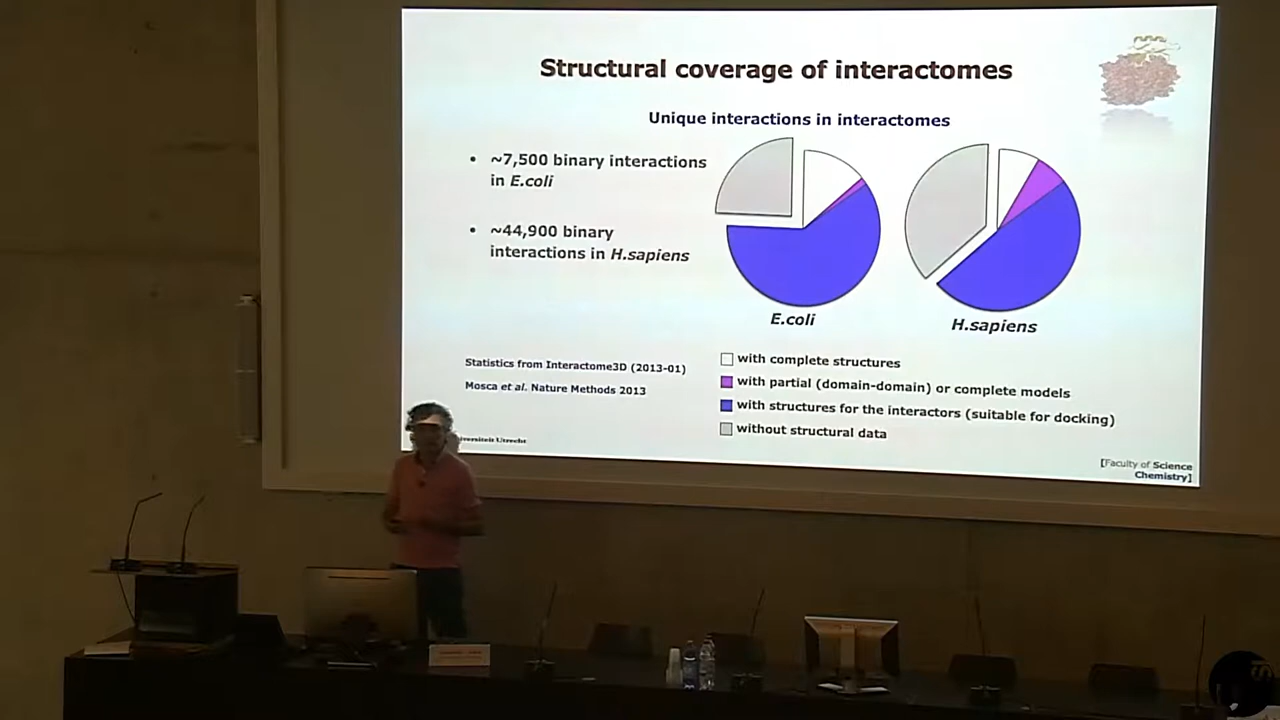 Structural coverage of interactomes
Unique interactions in interactomes
• ~7,500 binary interactions
in E.coli
• ~44,900 binary
interactions in H.sapiens
E.coli
H.sapiens
Statistics from Interactome3D (2013-01)
Mosca et al. Nature Methods 2013
with complete structures
with partial (domain-domain) or complete models
with structures for the interactors (suitable for docking)
without structural data
Utrecht
[Faculty of Science
Chemistry]